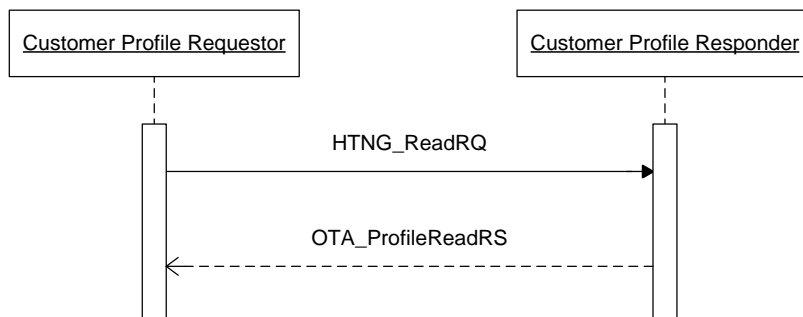 Customer Profile Requestor
Customer Profile Responder
HTNG_ReadRQ
OTA_ProfileReadRS